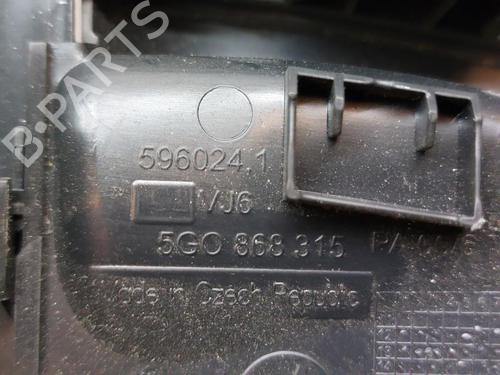 B-PARTS
596024.1
VJ6
5G0 868 315
Made in Czech Republic